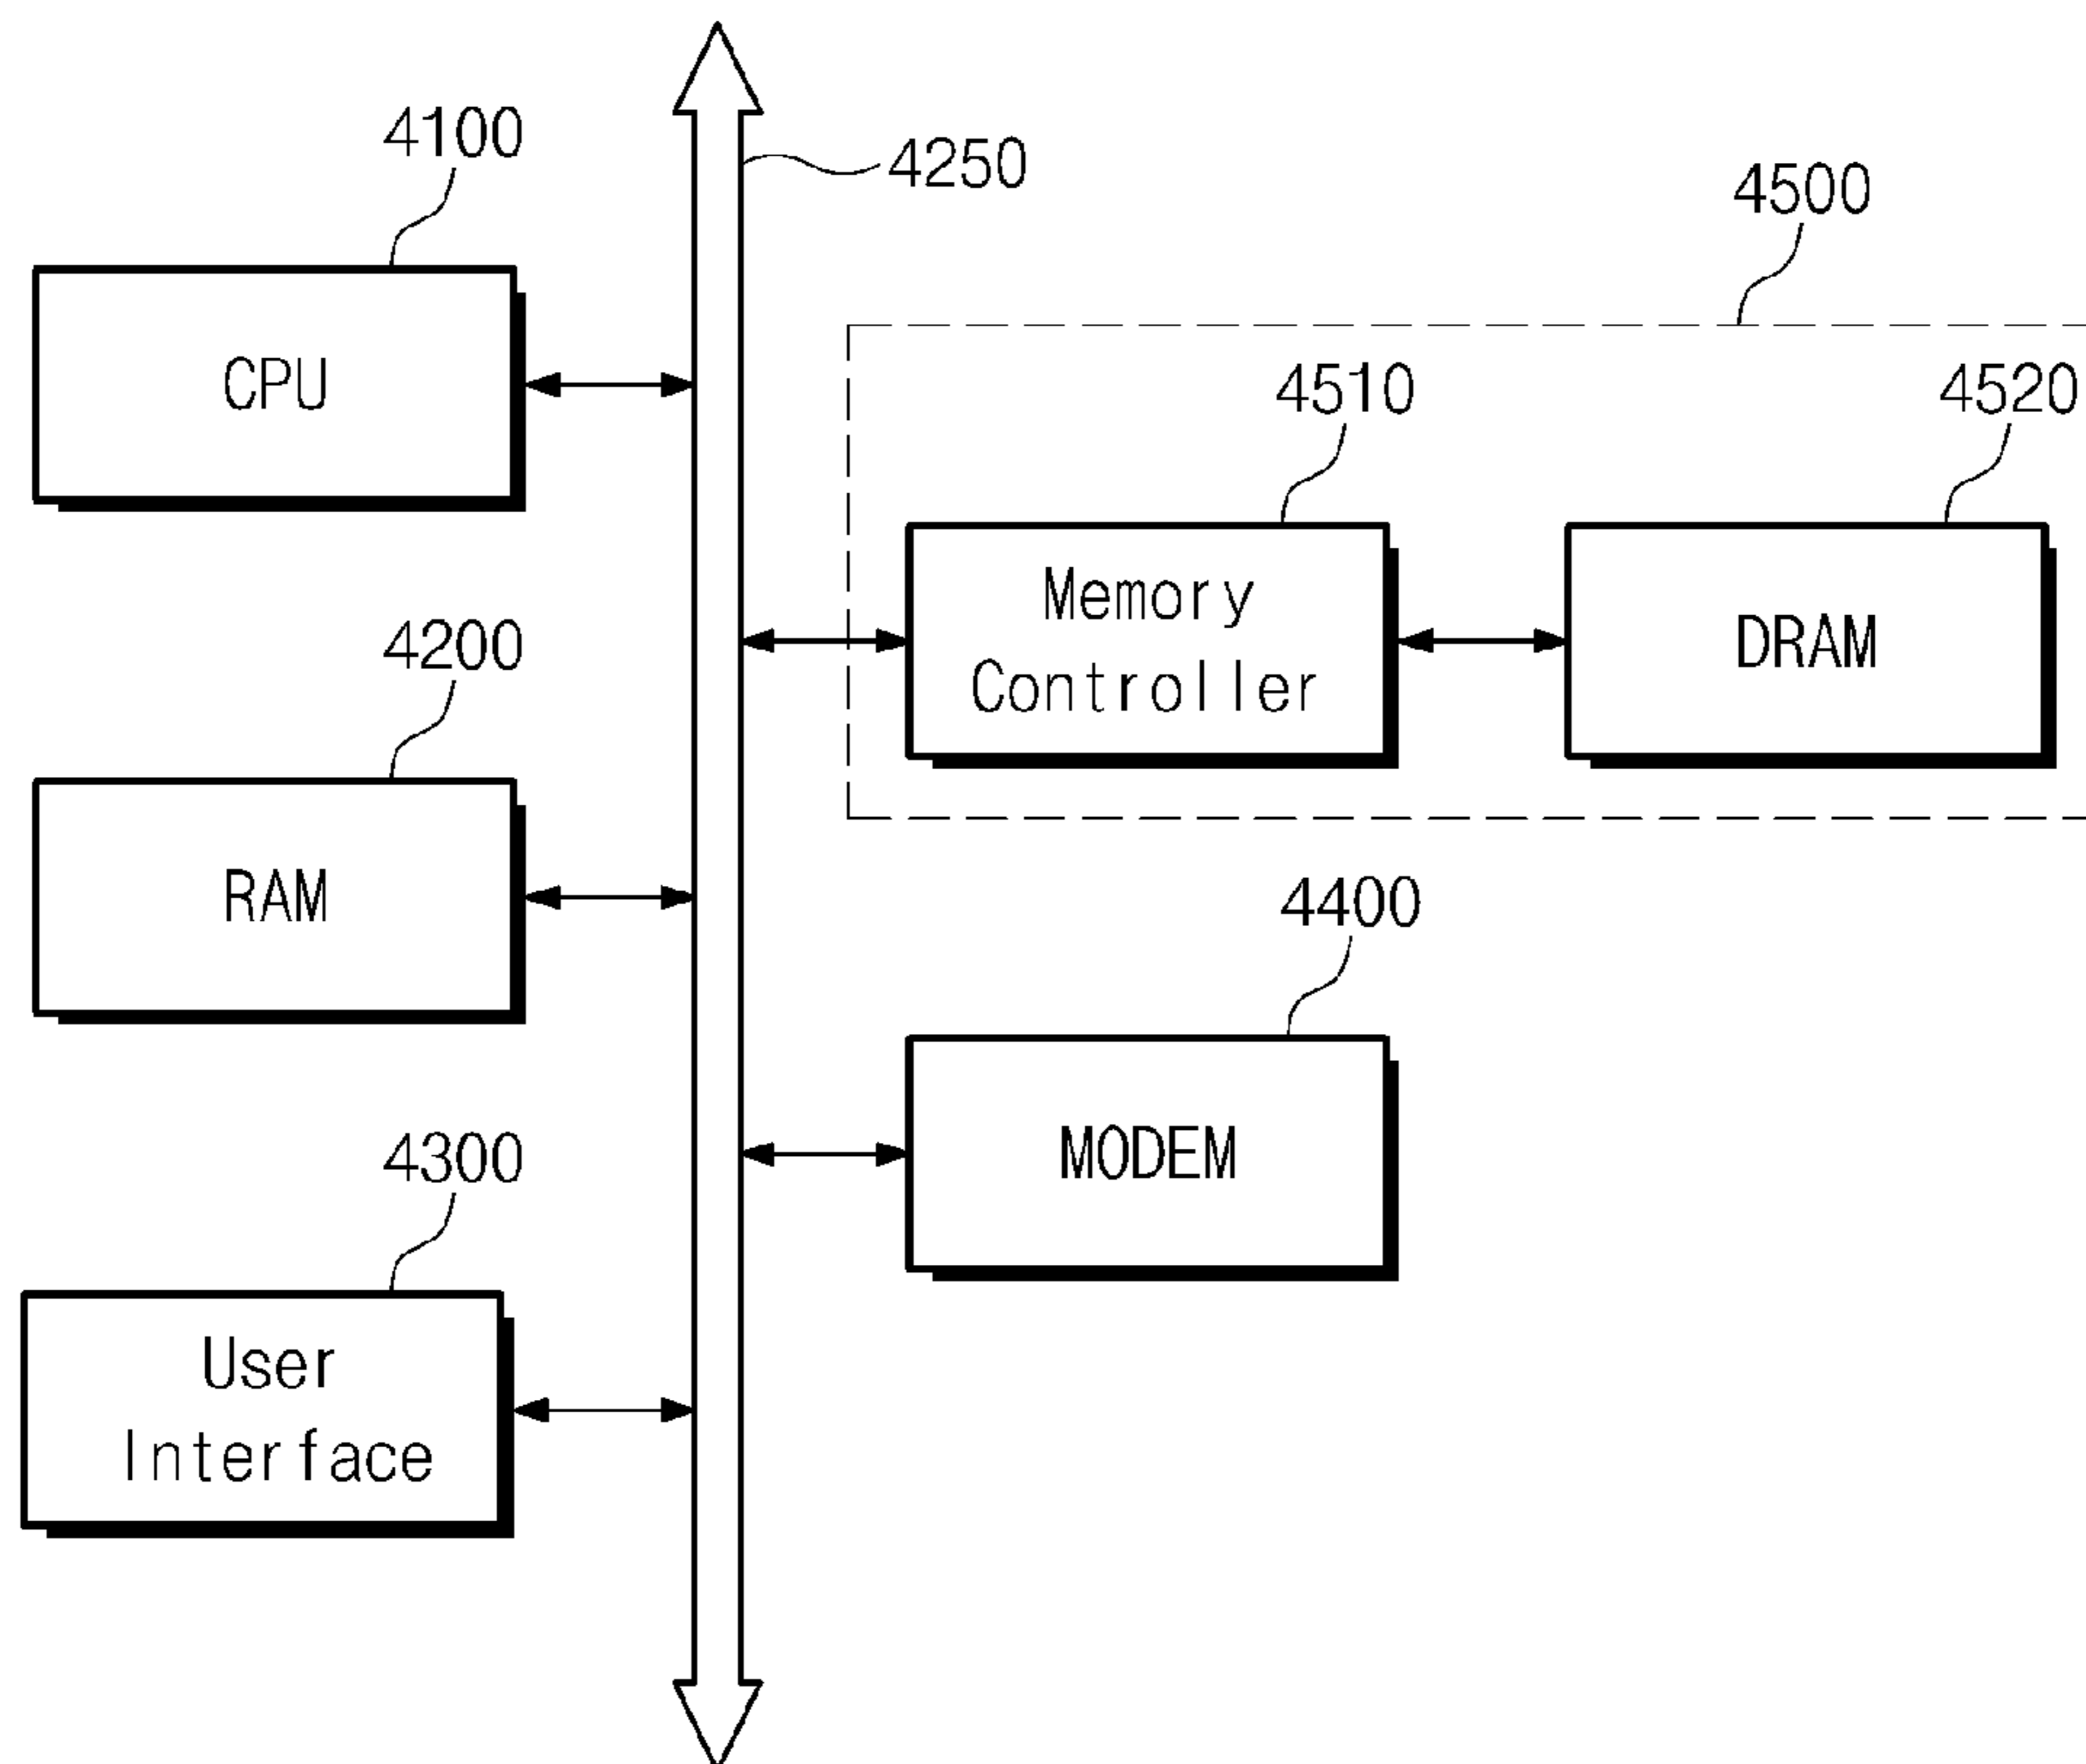 4100
4250
4500
CPU
4510
4520
Memory
Controller
DRAM
4200
RAM
4400
MODEM
4300
User
Interface